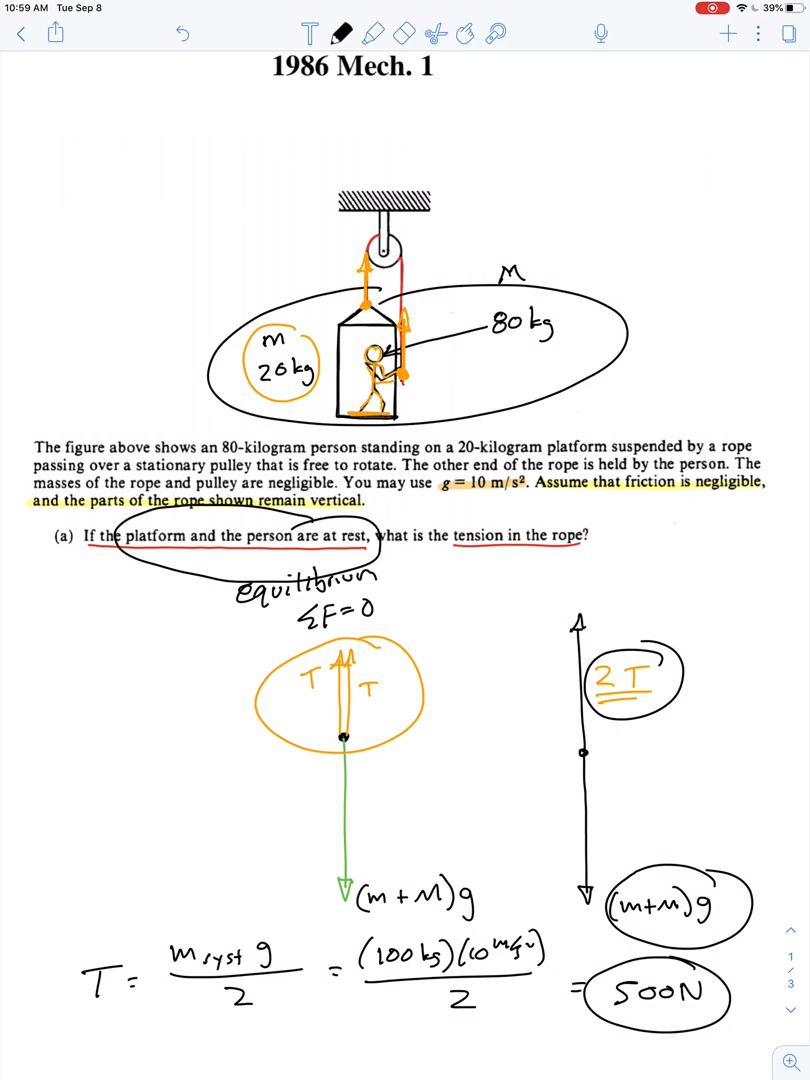 10:59 AM Tue Sep 8
39%
T
1986 Mech. 1
M
80kg
m
20kg
The figure above shows an 80-kilogram person standing on a 20-kilogram platform suspended by a rope
passing over a stationary pulley that is free to rotate. The other end of the rope is held by the person. The
masses of the rope and pulley are negligible. You may use g = 10 m/s². Assume that friction is negligible,
and the parts of the rope shown remain vertical.
(a) If the platform and the person are at rest, what is the tension in the rope?
equilibrium
ΣF=0
T T
2T
(m+M)g
(m+M)g
T = m syst g / 2 = (100 kg)(10 m/s²) / 2 = 500N
1
/
3